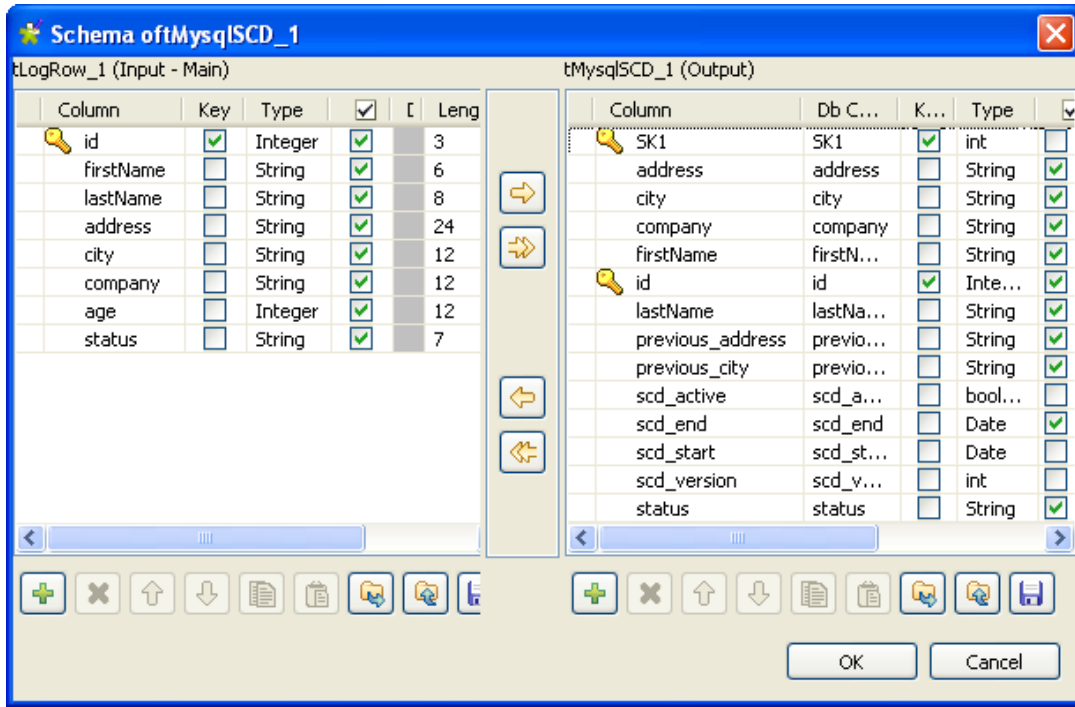 Schema oftMysqlSCD_1
tLogRow_1 (Input - Main)
Column Key Type Leng
id Integer 3
firstName String 6
lastName String 8
address String 24
city String 12
company String 12
age Integer 12
status String 7
tMysqlSCD_1 (Output)
Column Db C... K... Type
SK1 SK1 int
address address String
city city String
company company String
firstName firstN... String
id id Inte...
lastName lastNa... String
previous_address previo... String
previous_city previo... String
scd_active scd_a... bool...
scd_end scd_end Date
scd_start scd_st... Date
scd_version scd_v... int
status status String
OK Cancel